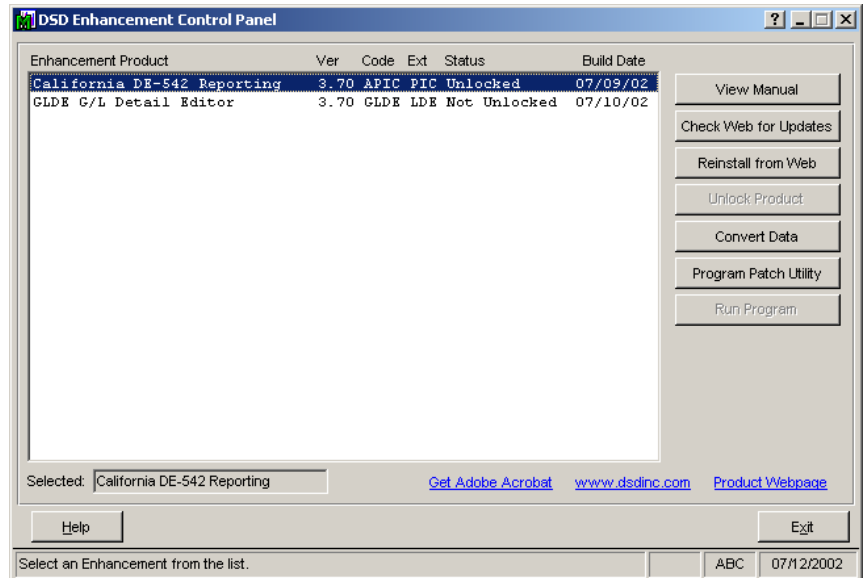 DSD Enhancement Control Panel
Enhancement Product Ver Code Ext Status Build Date
California DE-542 Reporting 3.70 APIC PIC Unlocked 07/09/02
GLDE G/L Detail Editor 3.70 GLDE LDE Not Unlocked 07/10/02
View Manual
Check Web for Updates
Reinstall from Web
Unlock Product
Convert Data
Program Patch Utility
Run Program
Selected: California DE-542 Reporting Get Adobe Acrobat www.dsdinc.com Product Webpage
Help Exit
Select an Enhancement from the list. ABC 07/12/2002